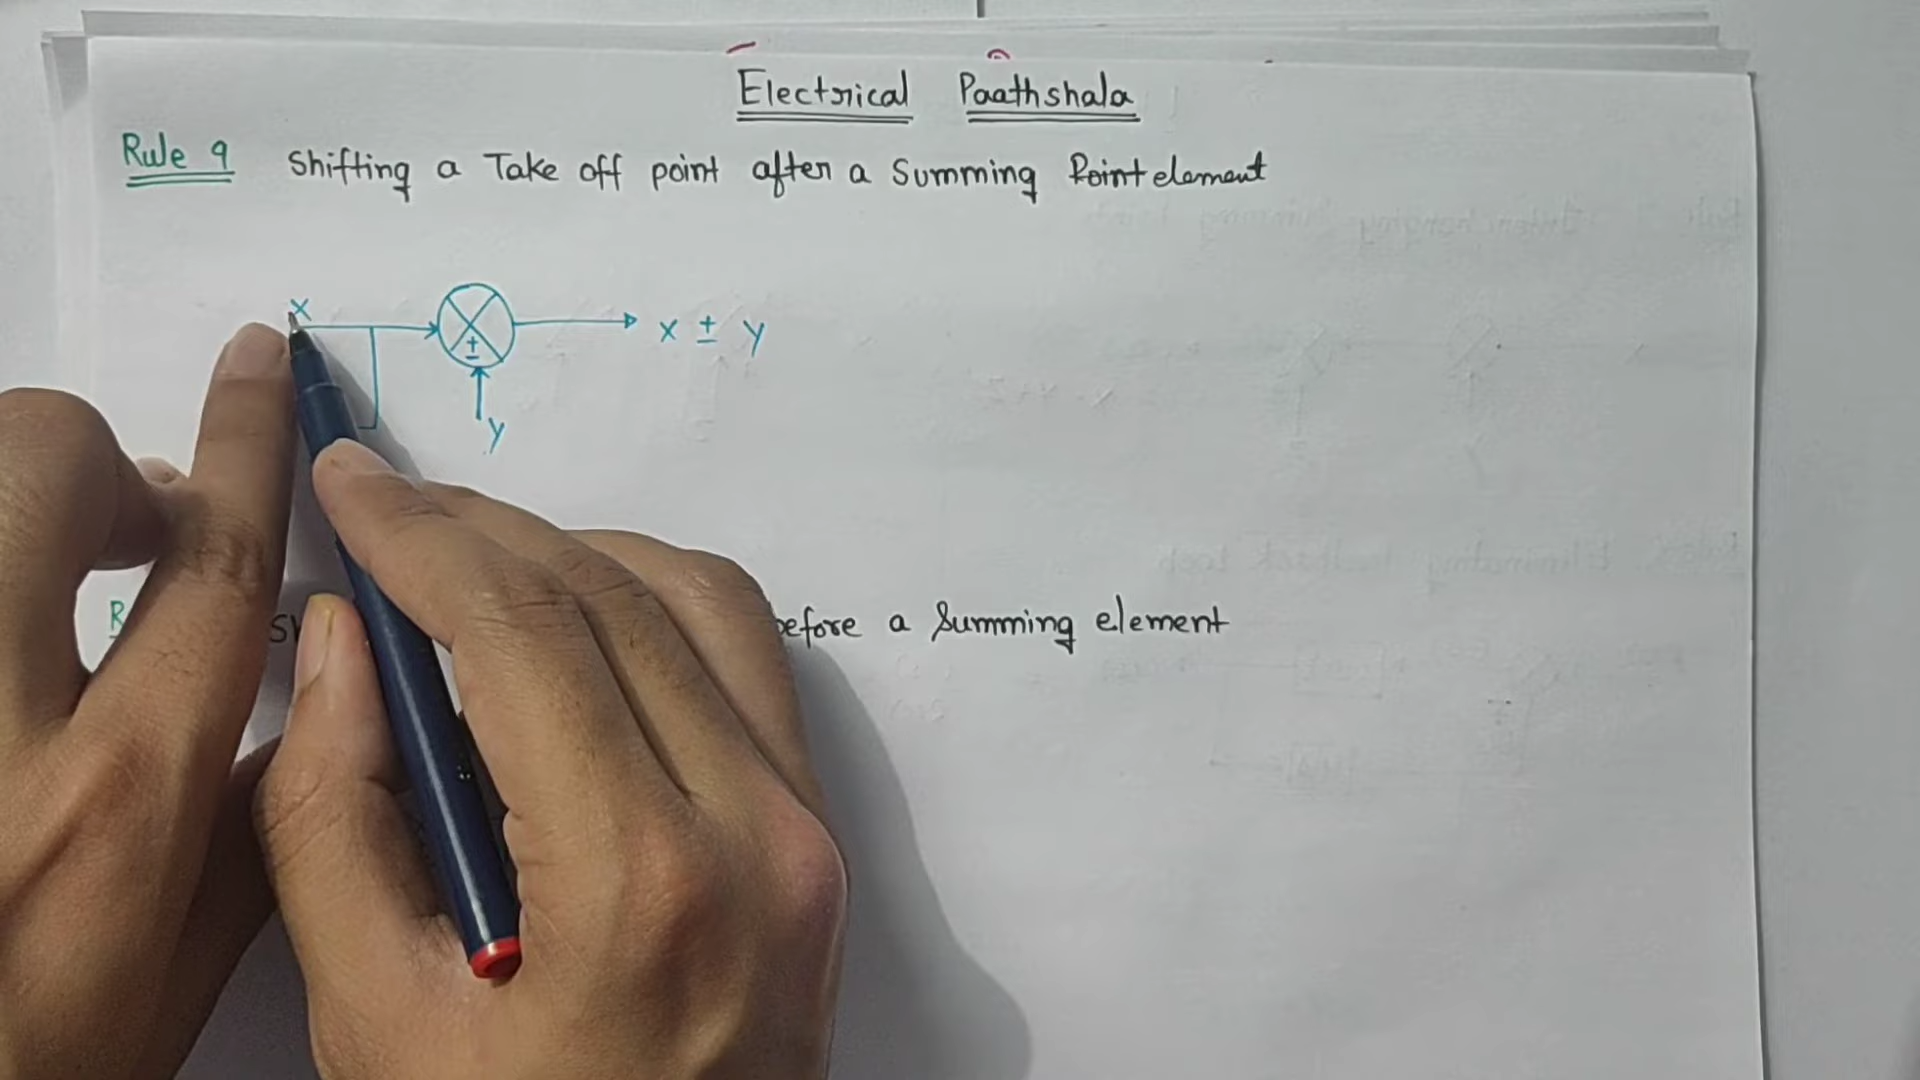 Electrical Paathshala
Rule 9 Shifting a Take off point after a Summing Point element
X
± X ± Y
Y
before a Summing element